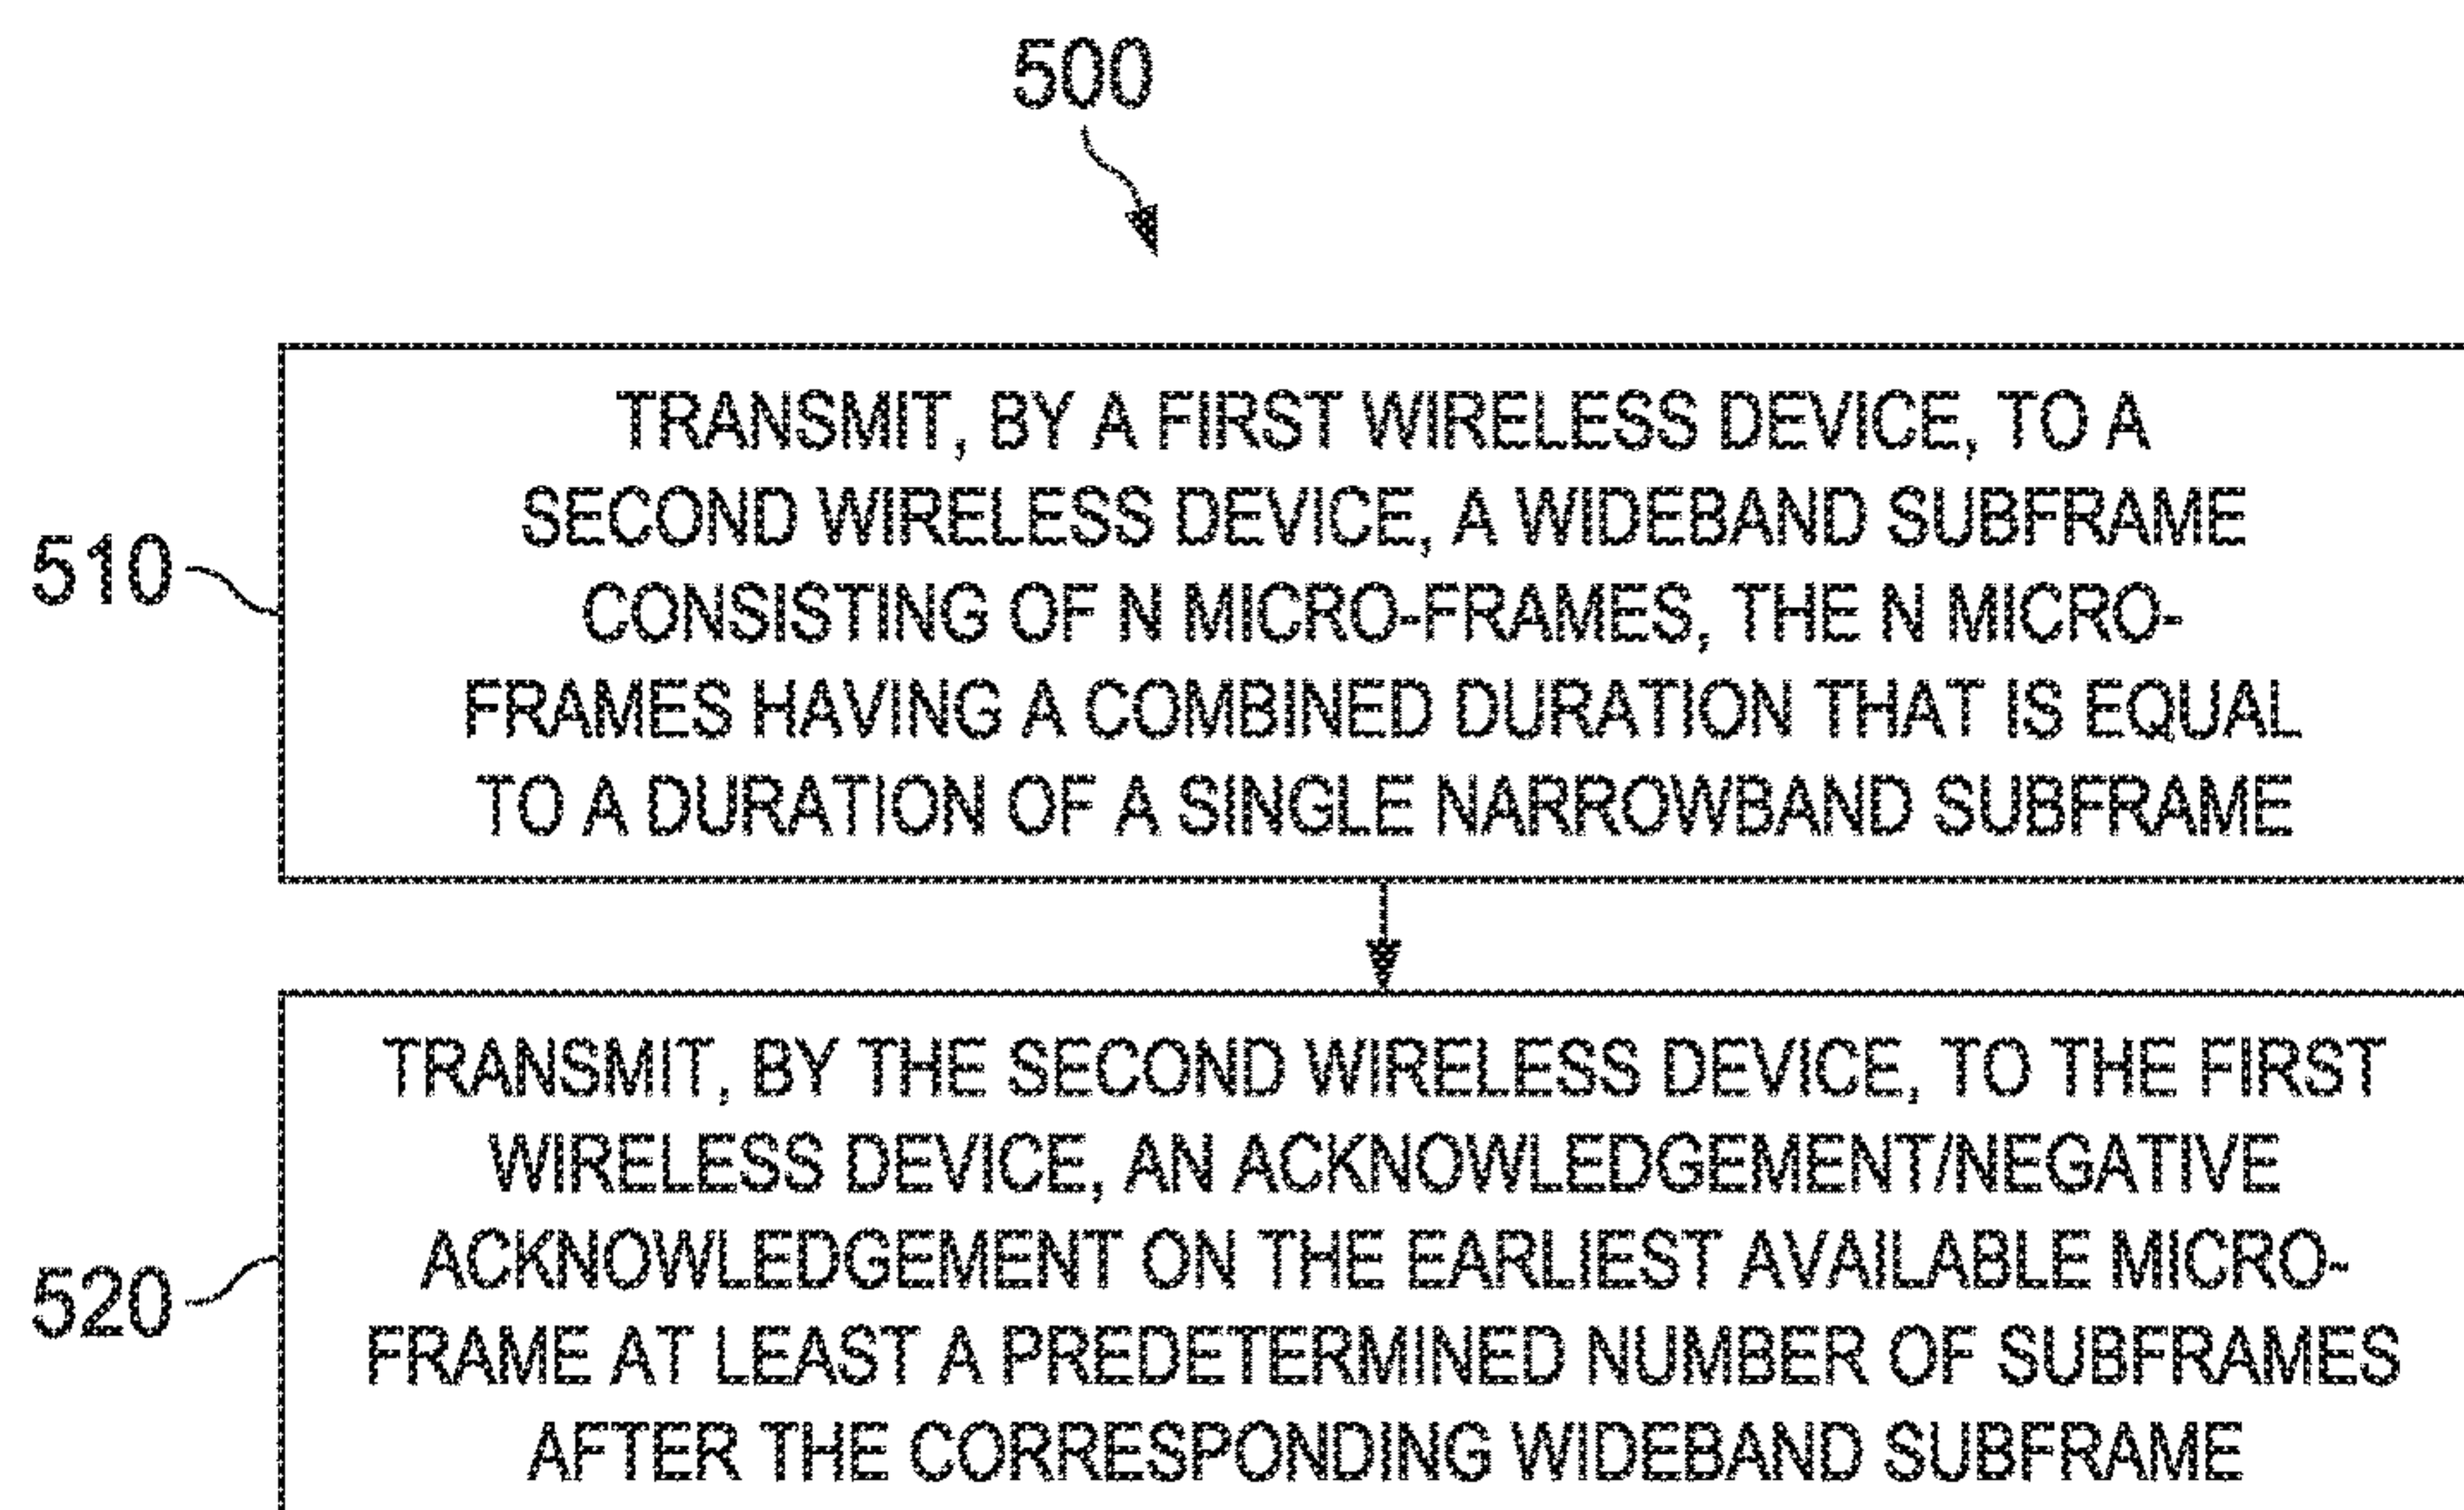 500
510
TRANSMIT, BY A FIRST WIRELESS DEVICE, TO A
SECOND WIRELESS DEVICE, A WIDEBAND SUBFRAME
CONSISTING OF N MICRO-FRAMES, THE N MICRO-
FRAMES HAVING A COMBINED DURATION THAT IS EQUAL
TO A DURATION OF A SINGLE NARROWBAND SUBFRAME
520
TRANSMIT, BY THE SECOND WIRELESS DEVICE, TO THE FIRST
WIRELESS DEVICE, AN ACKNOWLEDGEMENT/NEGATIVE
ACKNOWLEDGEMENT ON THE EARLIEST AVAILABLE MICRO-
FRAME AT LEAST A PREDETERMINED NUMBER OF SUBFRAMES
AFTER THE CORRESPONDING WIDEBAND SUBFRAME